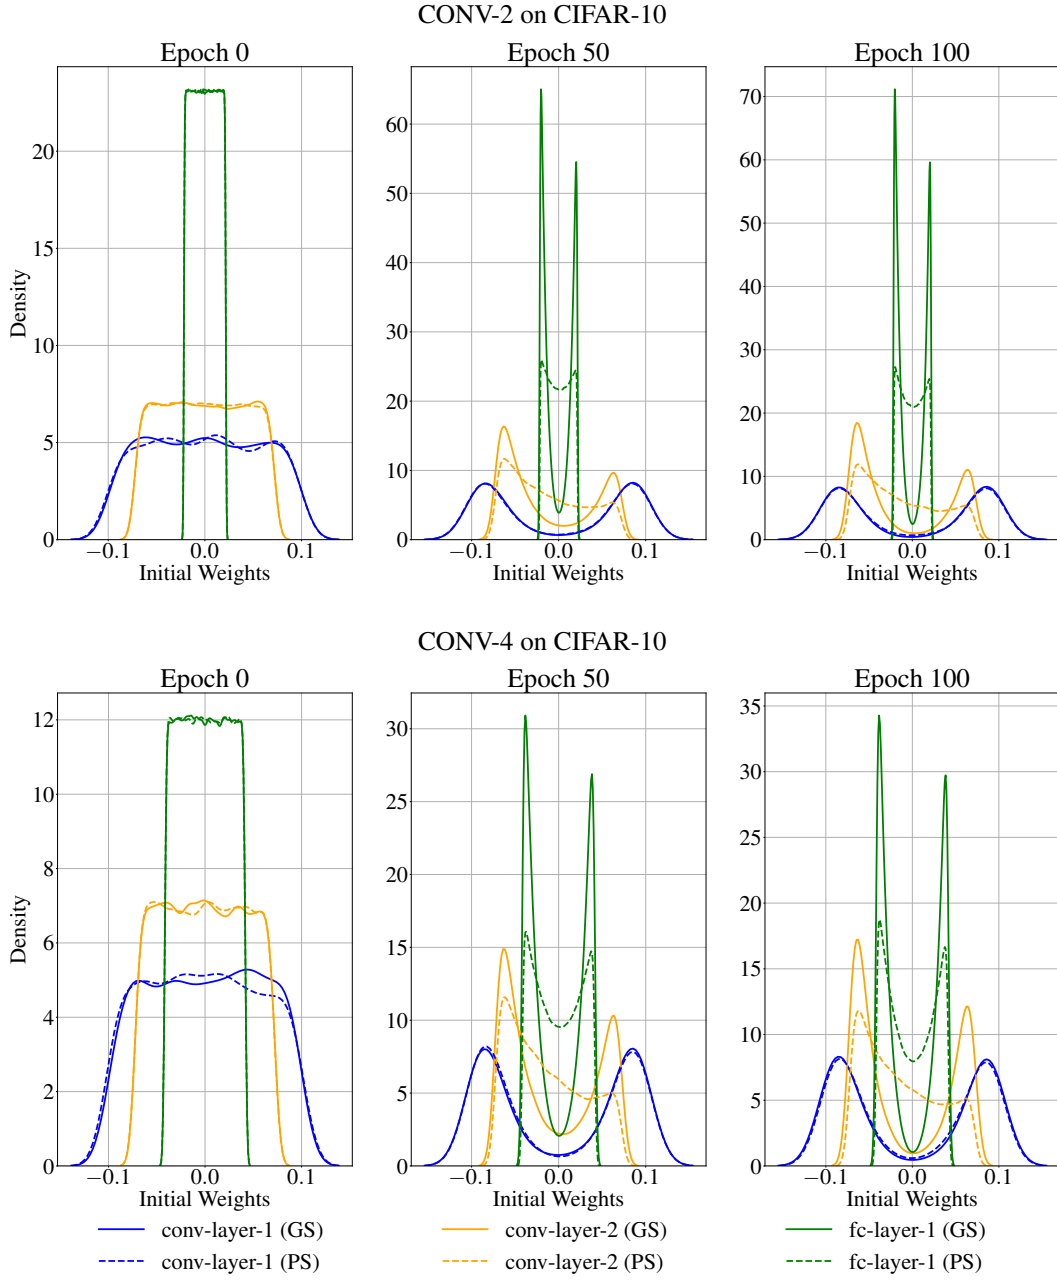 CONV-2 on CIFAR-10
Epoch 0 Epoch 50 Epoch 100
Density
20
15
10
5
0
−0.1 0.0 0.1
Initial Weights
60
50
40
30
20
10
0
−0.1 0.0 0.1
Initial Weights
70
60
50
40
30
20
10
0
−0.1 0.0 0.1
Initial Weights
CONV-4 on CIFAR-10
Epoch 0 Epoch 50 Epoch 100
Density
12
10
8
6
4
2
0
−0.1 0.0 0.1
Initial Weights
30
25
20
15
10
5
0
−0.1 0.0 0.1
Initial Weights
35
30
25
20
15
10
5
0
−0.1 0.0 0.1
Initial Weights
conv-layer-1 (GS) conv-layer-2 (GS) fc-layer-1 (GS)
conv-layer-1 (PS) conv-layer-2 (PS) fc-layer-1 (PS)